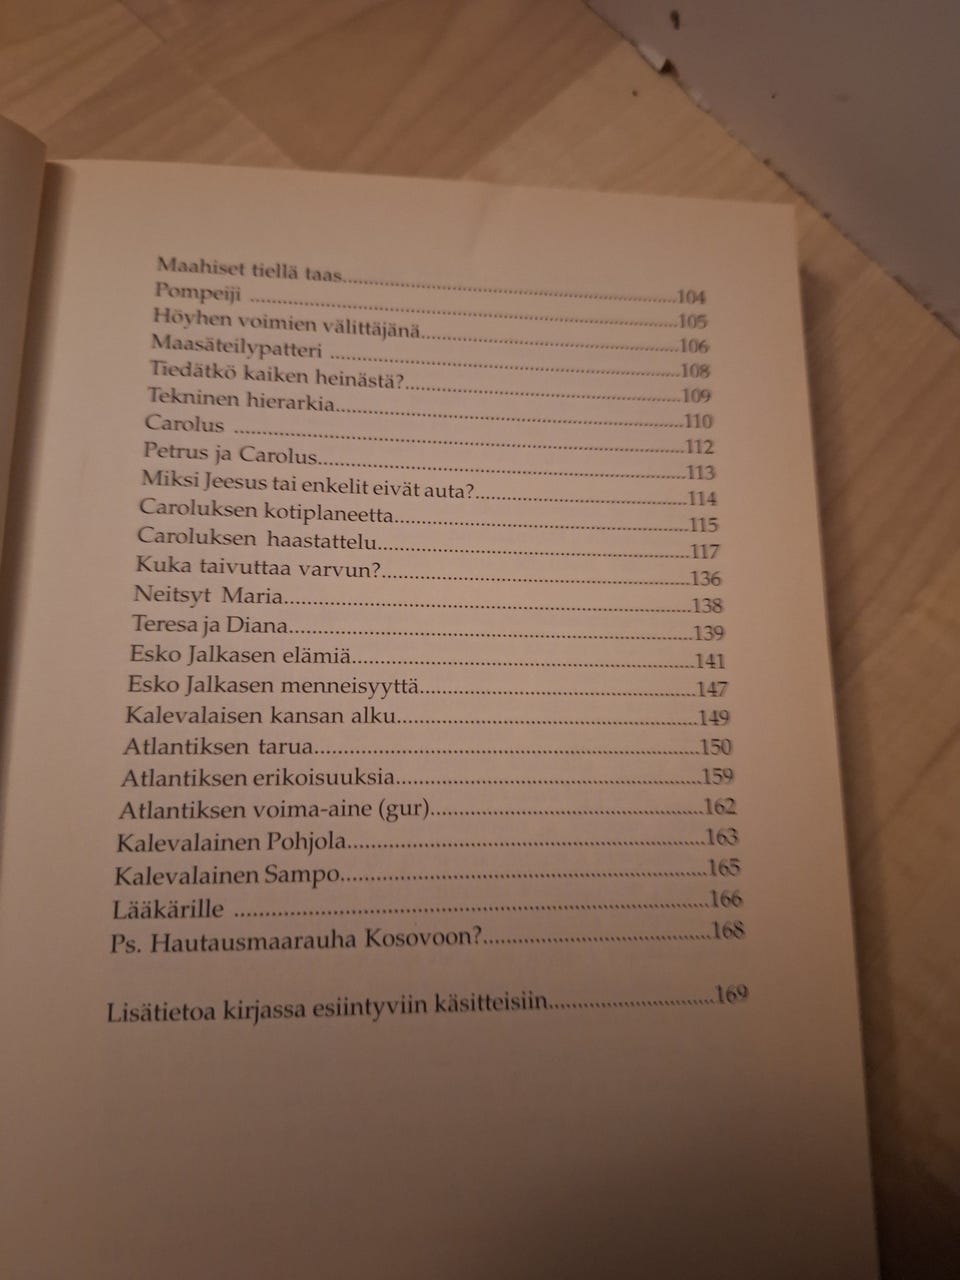 Maahiset tiellä taas..........104
Pompeiji ..........105
Höyhen voimien välittäjänä..........106
Maasäteilypatteri ..........108
Tiedätkö kaiken heinästä?..........109
Tekninen hierarkia..........110
Carolus ..........112
Petrus ja Carolus..........113
Miksi Jeesus tai enkelit eivät auta?..........114
Caroluksen kotiplaneetta..........115
Caroluksen haastattelu..........117
Kuka taivuttaa varvun?..........136
Neitsyt Maria..........138
Teresa ja Diana..........139
Esko Jalkasen elämiä..........141
Esko Jalkasen menneisyyttä..........147
Kalevalaisen kansan alku..........149
Atlantiksen tarua..........150
Atlantiksen erikoisuuksia..........159
Atlantiksen voima-aine (gur)..........162
Kalevalainen Pohjola..........163
Kalevalainen Sampo..........165
Lääkärille ..........166
Ps. Hautausmaarauha Kosovoon?..........168
Lisätietoa kirjassa esiintyviin käsitteisiin..........169